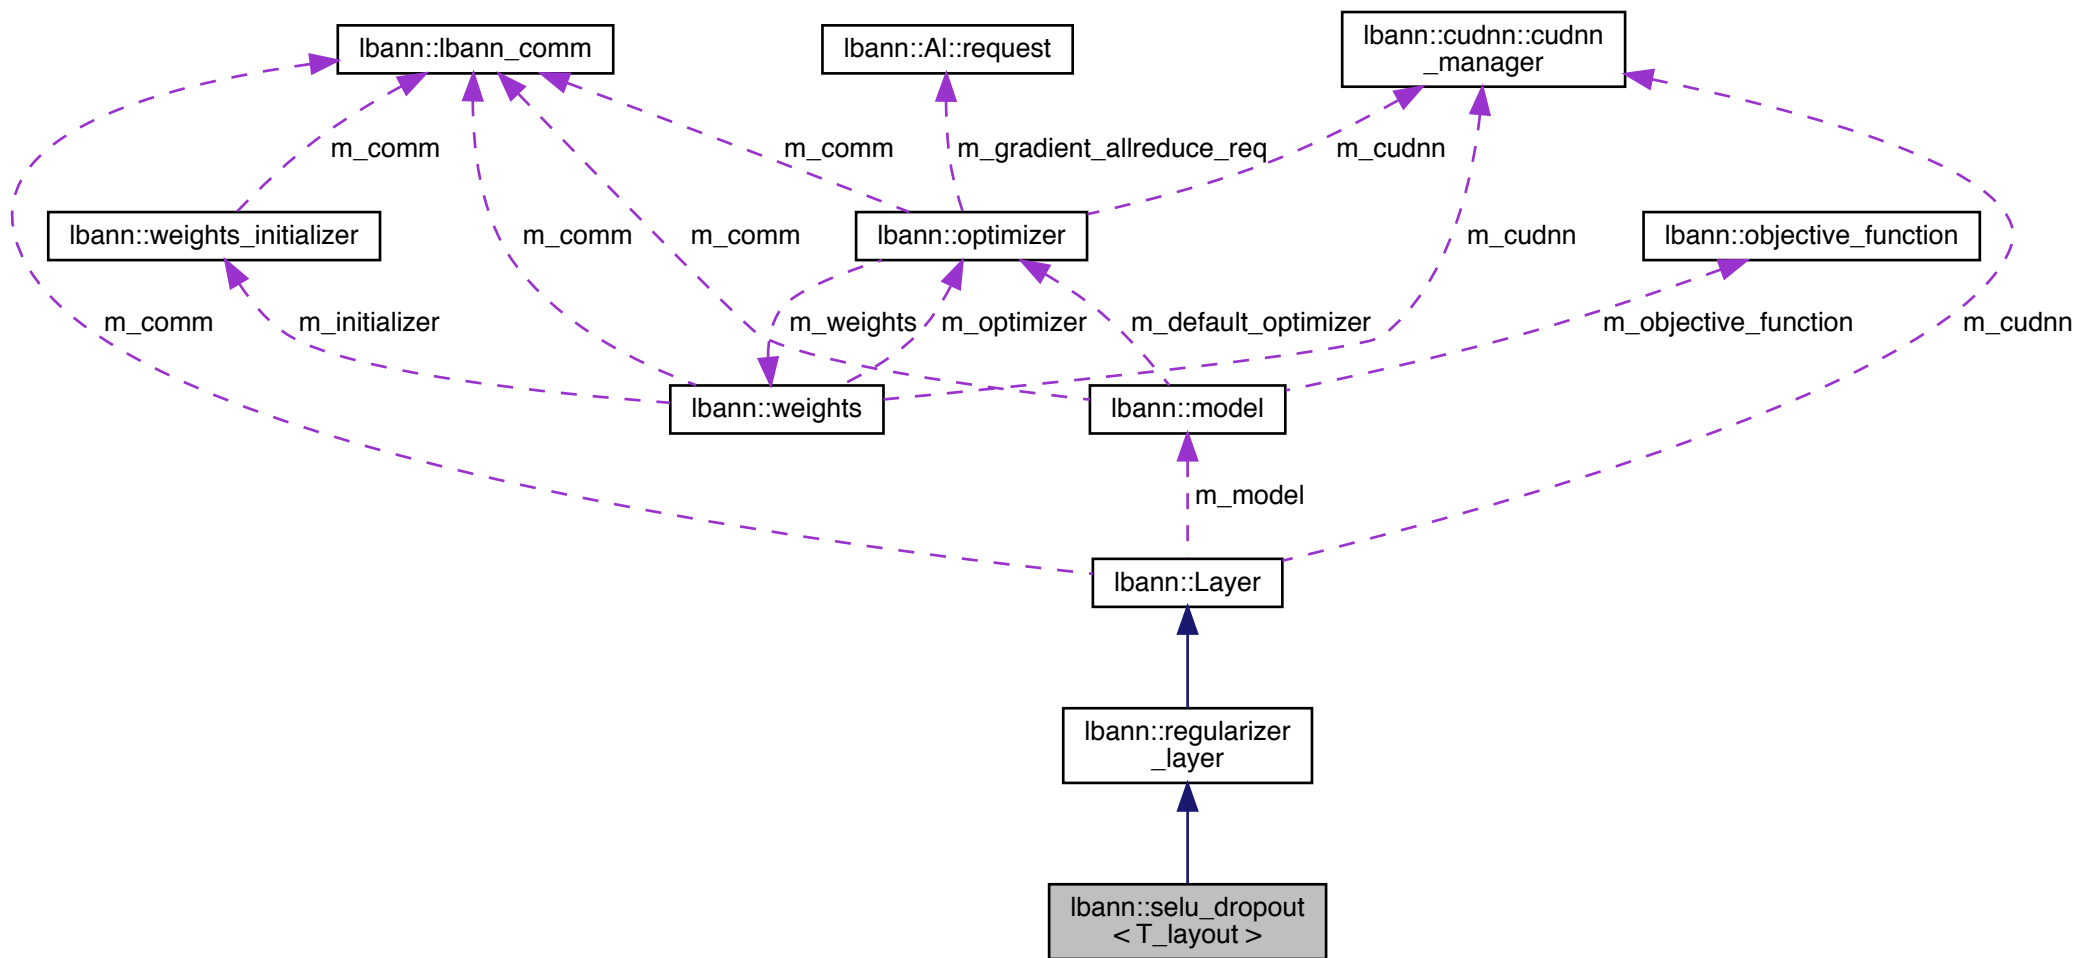 lbann::lbann_comm
lbann::Al::request
lbann::cudnn::cudnn
_manager
m_comm
m_comm
m_gradient_allreduce_req
m_cudnn
lbann::weights_initializer
m_comm
m_comm
lbann::optimizer
m_cudnn
lbann::objective_function
m_comm
m_initializer
m_weights
m_optimizer
m_default_optimizer
m_objective_function
m_cudnn
lbann::weights
lbann::model
m_model
lbann::Layer
lbann::regularizer
_layer
lbann::selu_dropout
< T_layout >